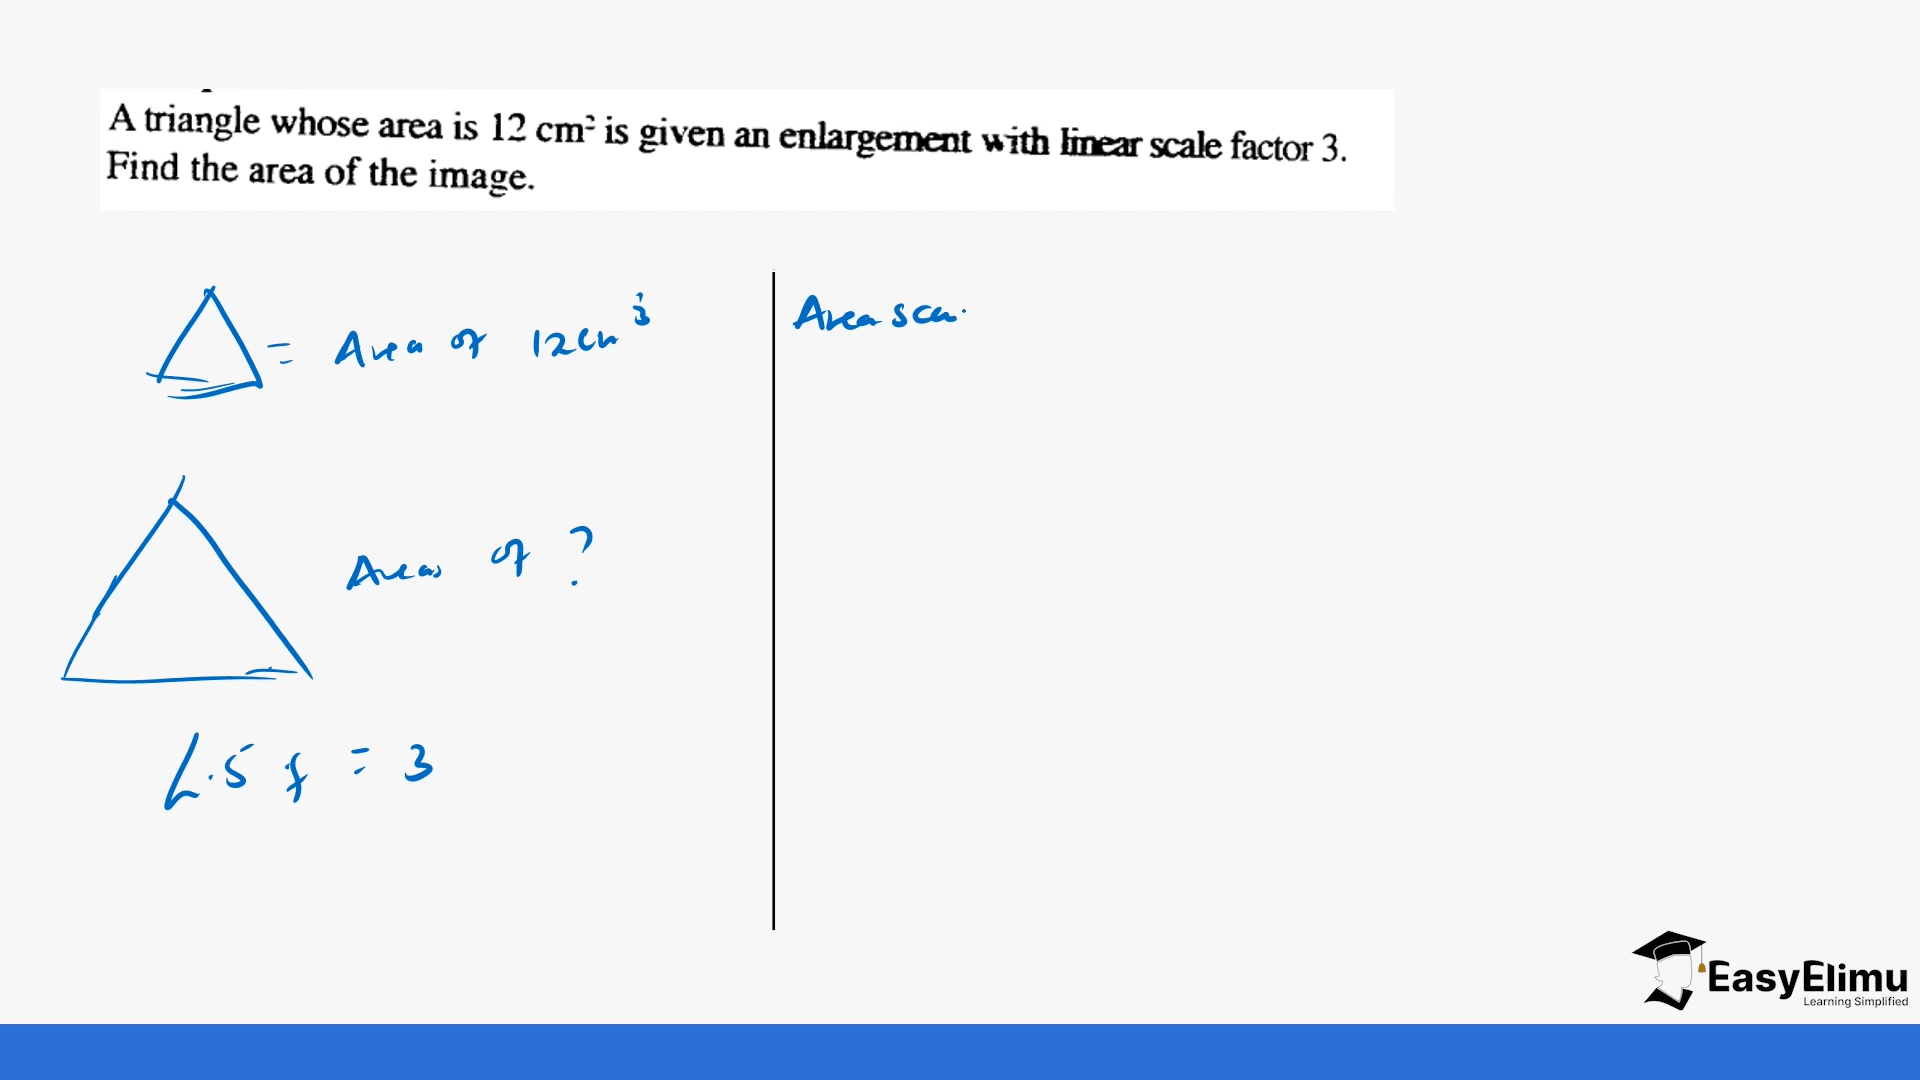 A triangle whose area is 12 cm² is given an enlargement with linear scale factor 3.
Find the area of the image.
= Area of 12cm³
Area of ?
L.S f = 3
Area sca
EasyElimu
Learning Simplified